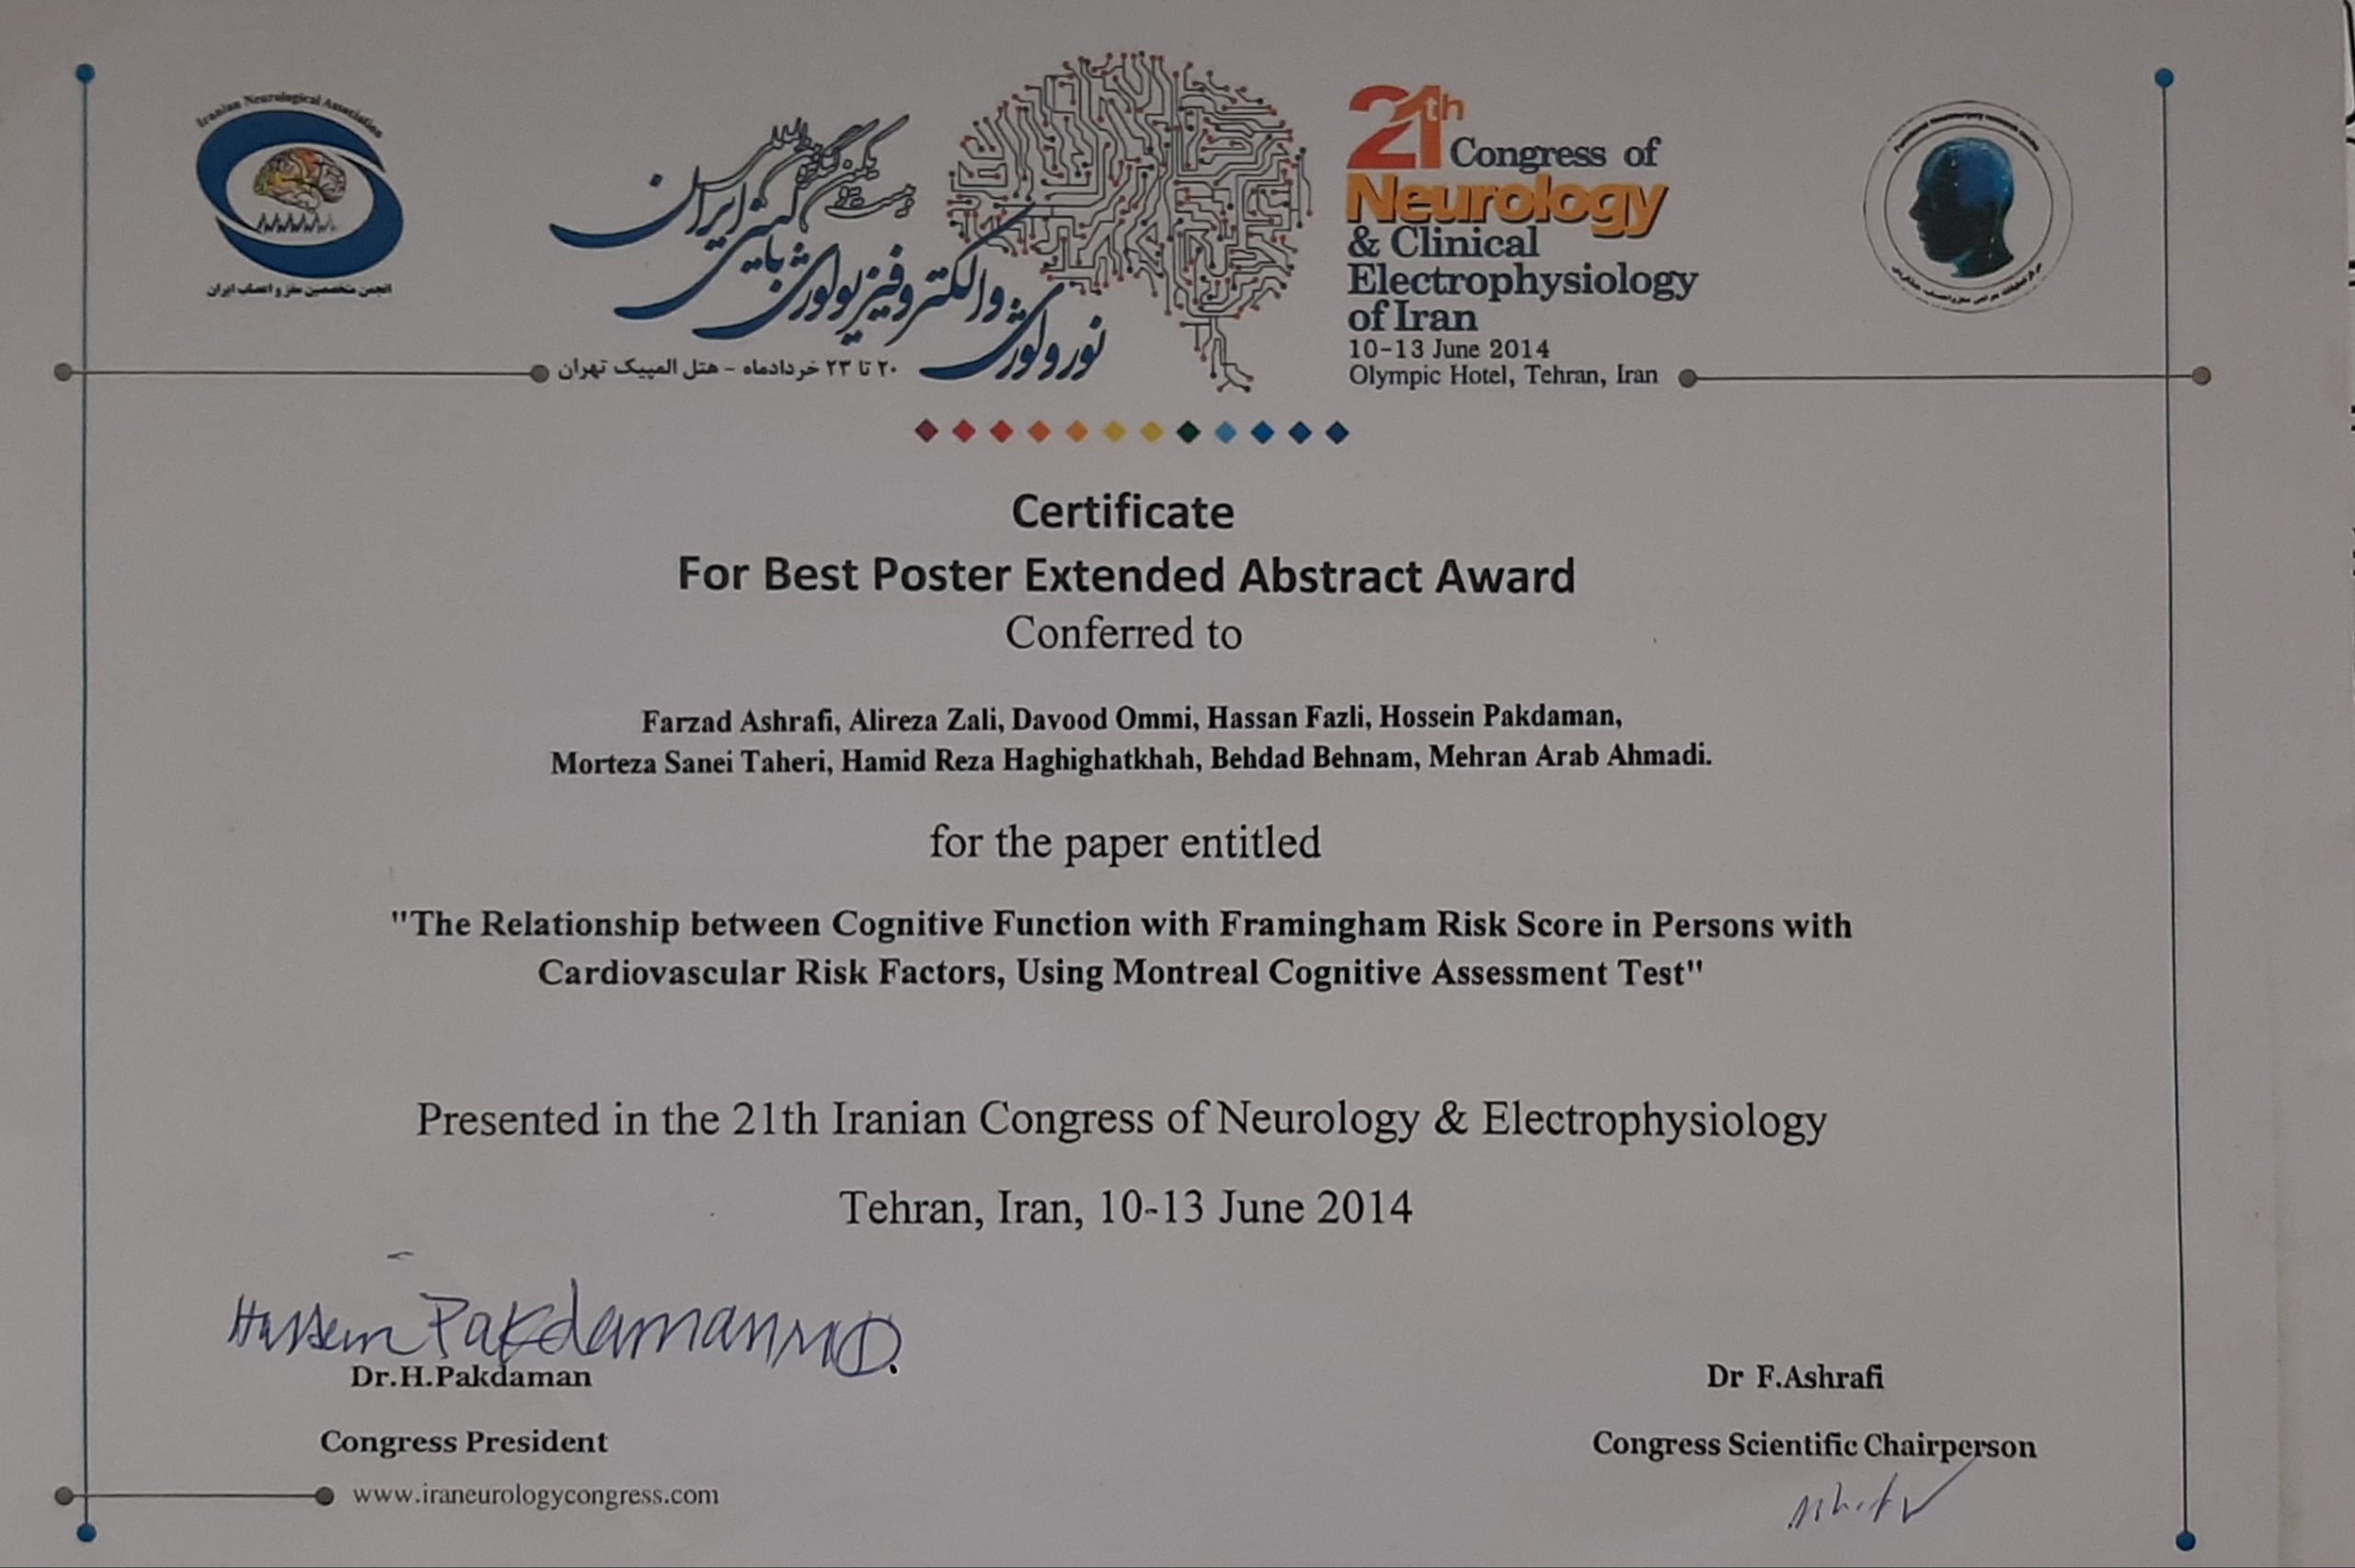 Iranian Neurological Association
انجمن متخصصین مغز و اعصاب ایران
بیست و یکمین کنگره بین المللی
نورولوژی و الکتروفیزیولوژی بالینی ایران
۲۰ تا ۲۳ خردادماه - هتل المپیک تهران
21th
Congress of
Neurology
& Clinical
Electrophysiology
of Iran
10-13 June 2014
Olympic Hotel, Tehran, Iran
Certificate
For Best Poster Extended Abstract Award
Conferred to
Farzad Ashrafi, Alireza Zali, Davood Ommi, Hassan Fazli, Hossein Pakdaman,
Morteza Sanei Taheri, Hamid Reza Haghighatkhah, Behdad Behnam, Mehran Arab Ahmadi.
for the paper entitled
"The Relationship between Cognitive Function with Framingham Risk Score in Persons with
Cardiovascular Risk Factors, Using Montreal Cognitive Assessment Test"
Presented in the 21th Iranian Congress of Neurology & Electrophysiology
Tehran, Iran, 10-13 June 2014
Hossein Pakdaman MD.
Dr.H.Pakdaman
Congress President
www.iraneurologycongress.com
Dr F.Ashrafi
Congress Scientific Chairperson